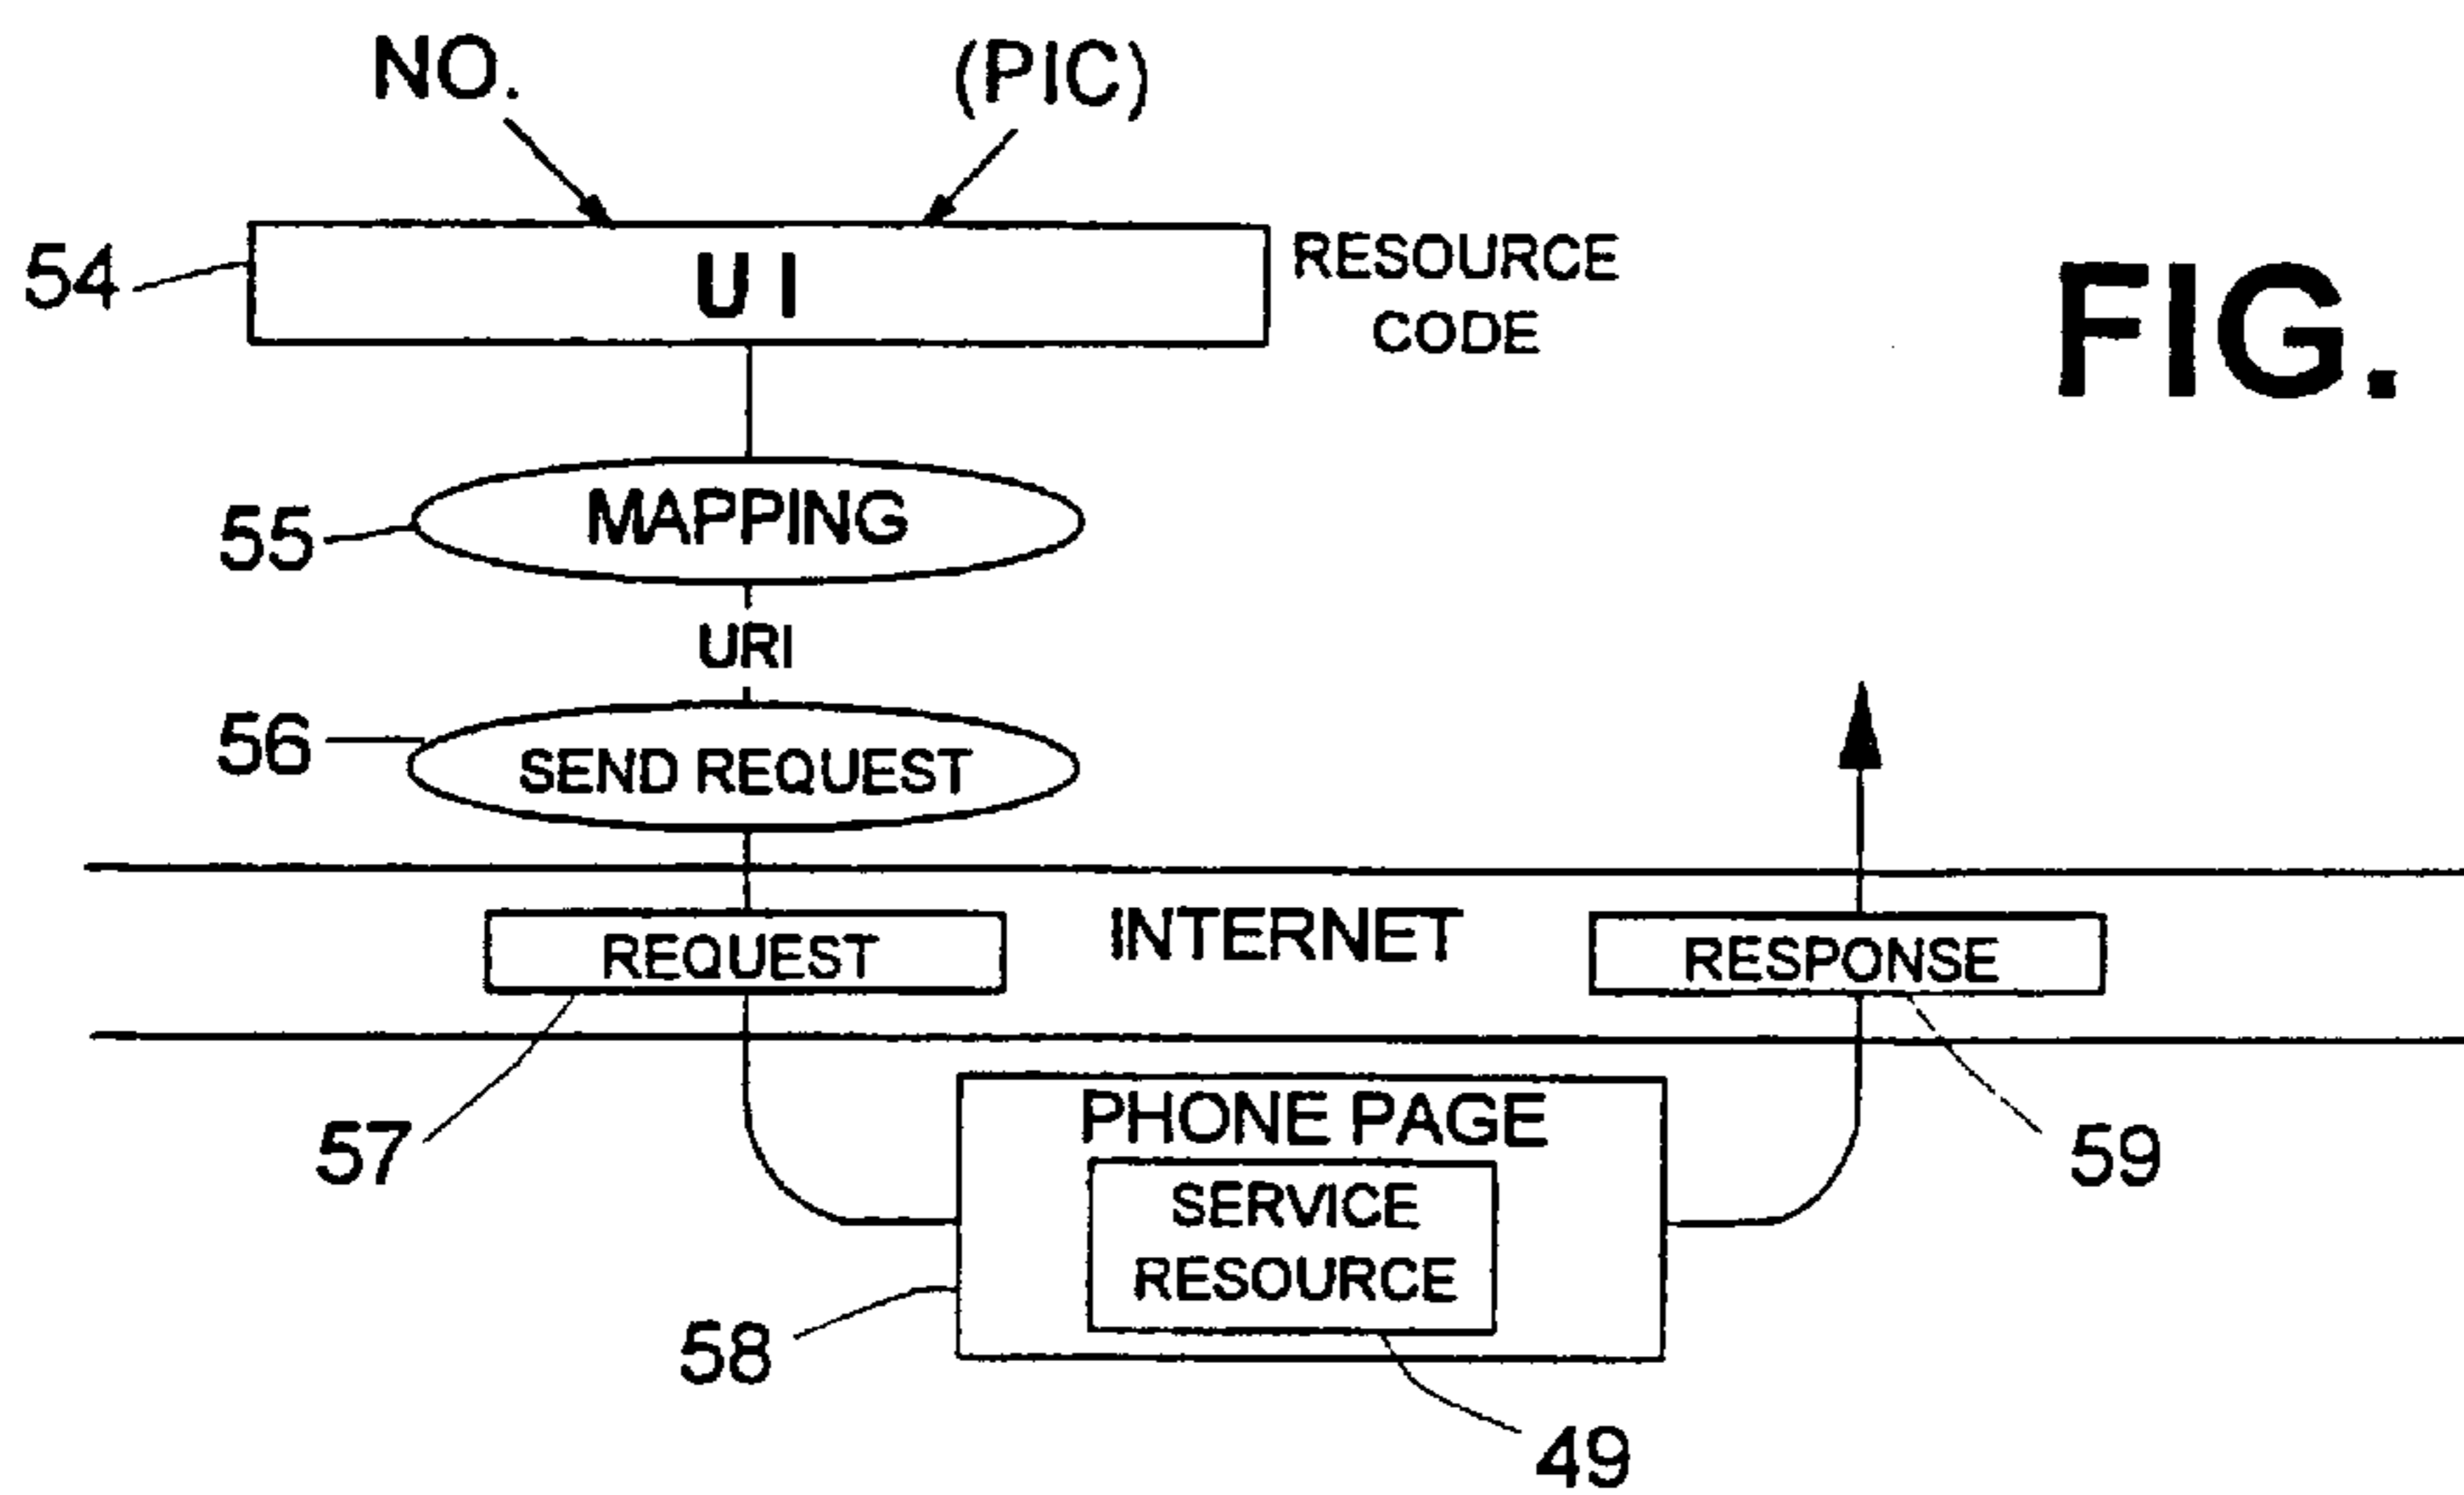 NO.
(PIC)
54
U I
RESOURCE
CODE
FIG.
55
MAPPING
URI
56
SEND REQUEST
REQUEST
INTERNET
RESPONSE
57
PHONE PAGE
SERVICE
RESOURCE
59
58
49